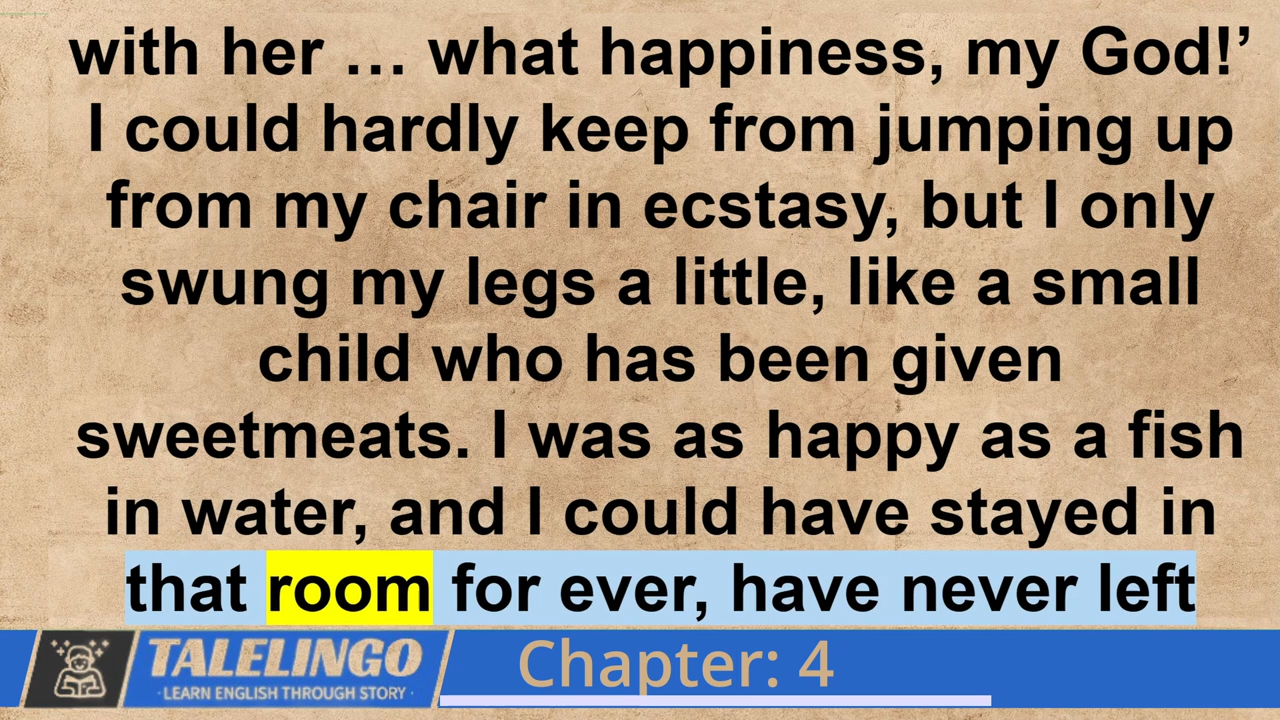 with her … what happiness, my God!’
I could hardly keep from jumping up
from my chair in ecstasy, but I only
swung my legs a little, like a small
child who has been given
sweetmeats. I was as happy as a fish
in water, and I could have stayed in
that room for ever, have never left
TALELINGO
·LEARN ENGLISH THROUGH STORY·
Chapter: 4